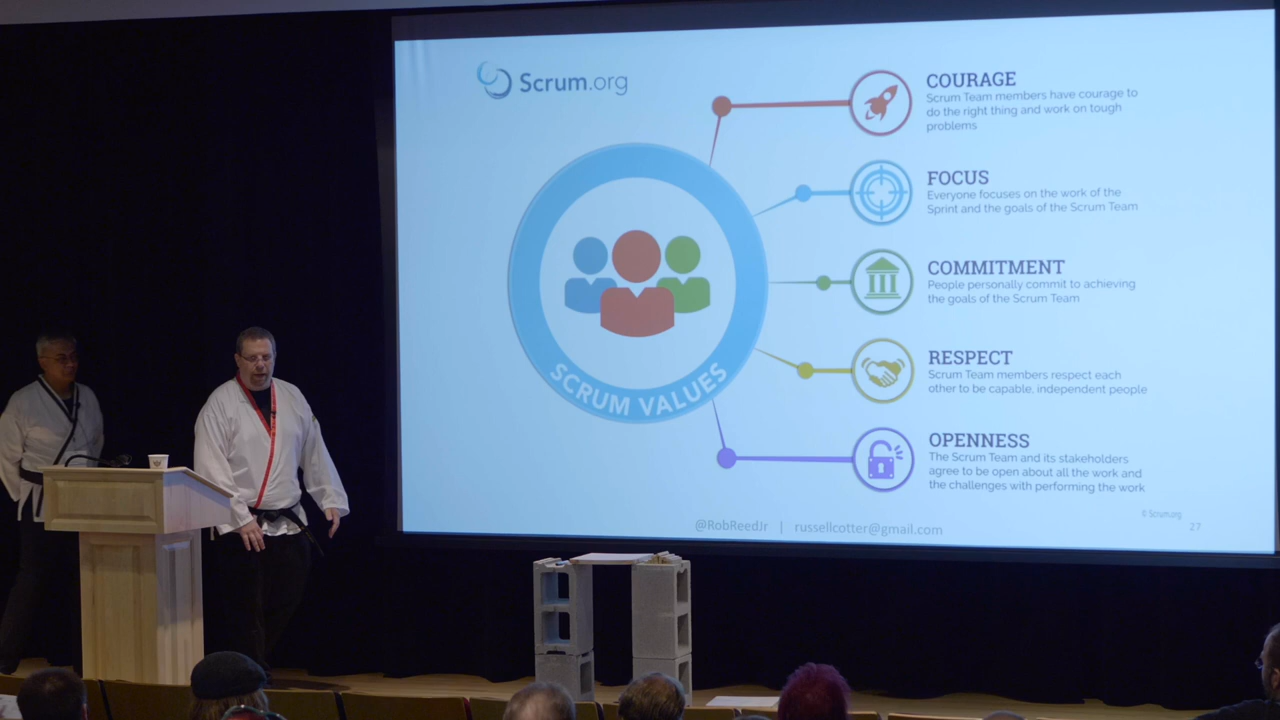 Scrum.org
SCRUM VALUES
COURAGE
Scrum Team members have courage to
do the right thing and work on tough
problems
FOCUS
Everyone focuses on the work of the
Sprint and the goals of the Scrum Team
COMMITMENT
People personally commit to achieving
the goals of the Scrum Team
RESPECT
Scrum Team members respect each
other to be capable, independent people
OPENNESS
The Scrum Team and its stakeholders
agree to be open about all the work and
the challenges with performing the work
© Scrum.org
@RobReedJr | russellcotter@gmail.com
27